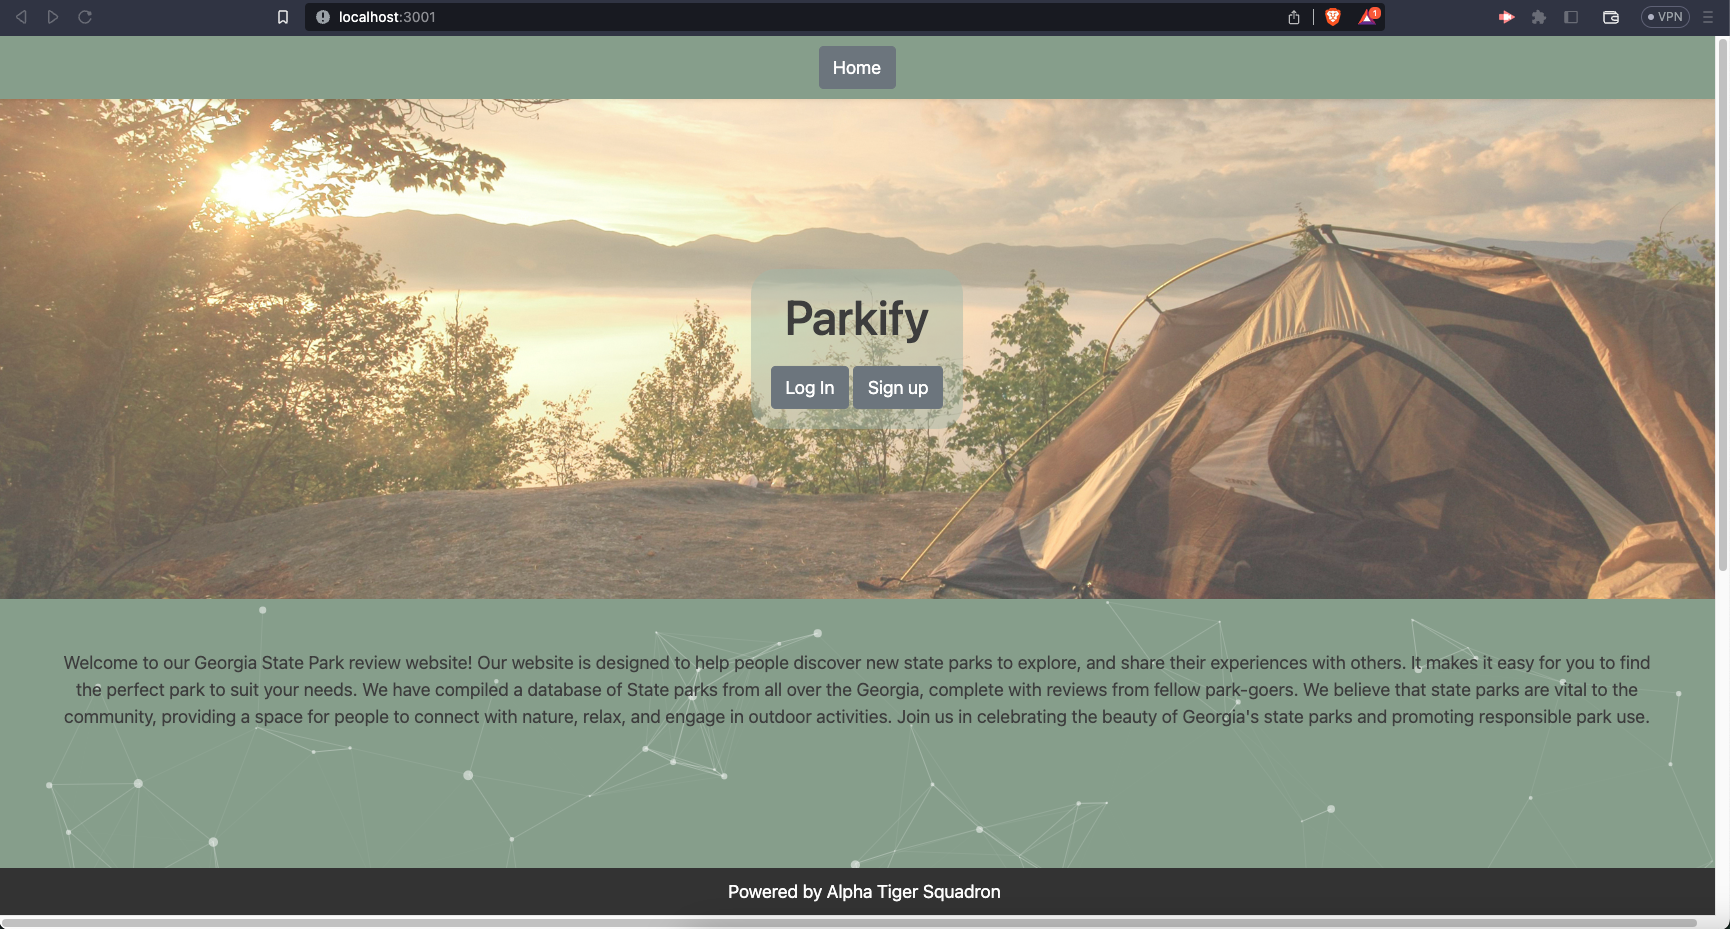 localhost:3001
1
VPN
Home
Parkify
Log In Sign up
Welcome to our Georgia State Park review website! Our website is designed to help people discover new state parks to explore, and share their experiences with others. It makes it easy for you to find
the perfect park to suit your needs. We have compiled a database of State parks from all over the Georgia, complete with reviews from fellow park-goers. We believe that state parks are vital to the
community, providing a space for people to connect with nature, relax, and engage in outdoor activities. Join us in celebrating the beauty of Georgia's state parks and promoting responsible park use.
Powered by Alpha Tiger Squadron